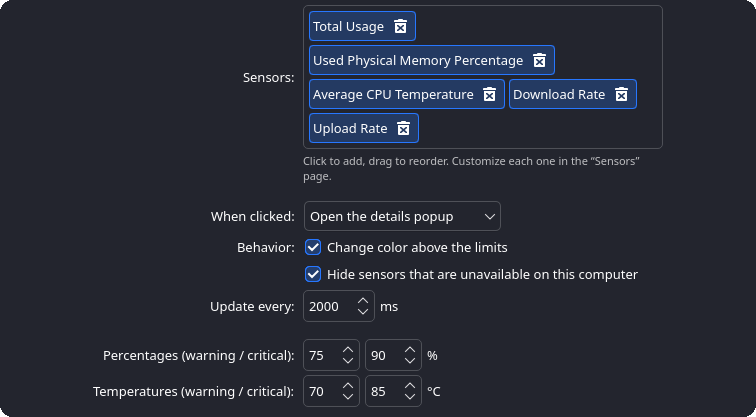 Total Usage
Used Physical Memory Percentage
Sensors:
Average CPU Temperature Download Rate
Upload Rate
Click to add, drag to reorder. Customize each one in the “Sensors”
page.
When clicked: Open the details popup
Behavior: Change color above the limits
Hide sensors that are unavailable on this computer
Update every: 2000 ms
Percentages (warning / critical): 75 90 %
Temperatures (warning / critical): 70 85 °C